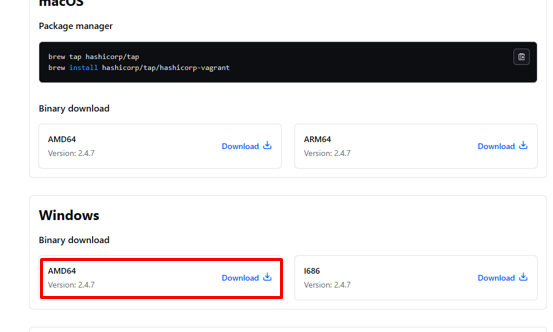 macOS
Package manager
brew tap hashicorp/tap
brew install hashicorp/tap/hashicorp-vagrant
Binary download
AMD64
Version: 2.4.7
Download
ARM64
Version: 2.4.7
Download
Windows
Binary download
AMD64
Version: 2.4.7
Download
I686
Version: 2.4.7
Download